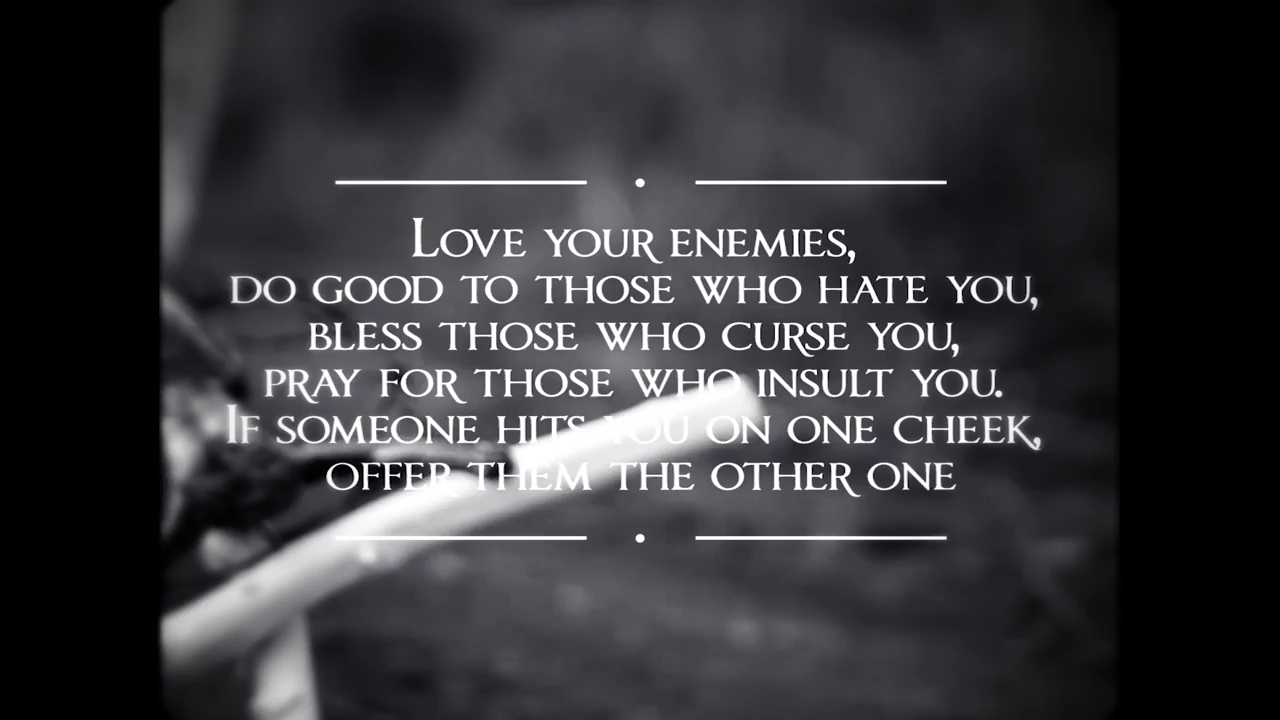 Love your enemies,
do good to those who hate you,
bless those who curse you,
pray for those who insult you.
If someone hits you on one cheek,
offer them the other one